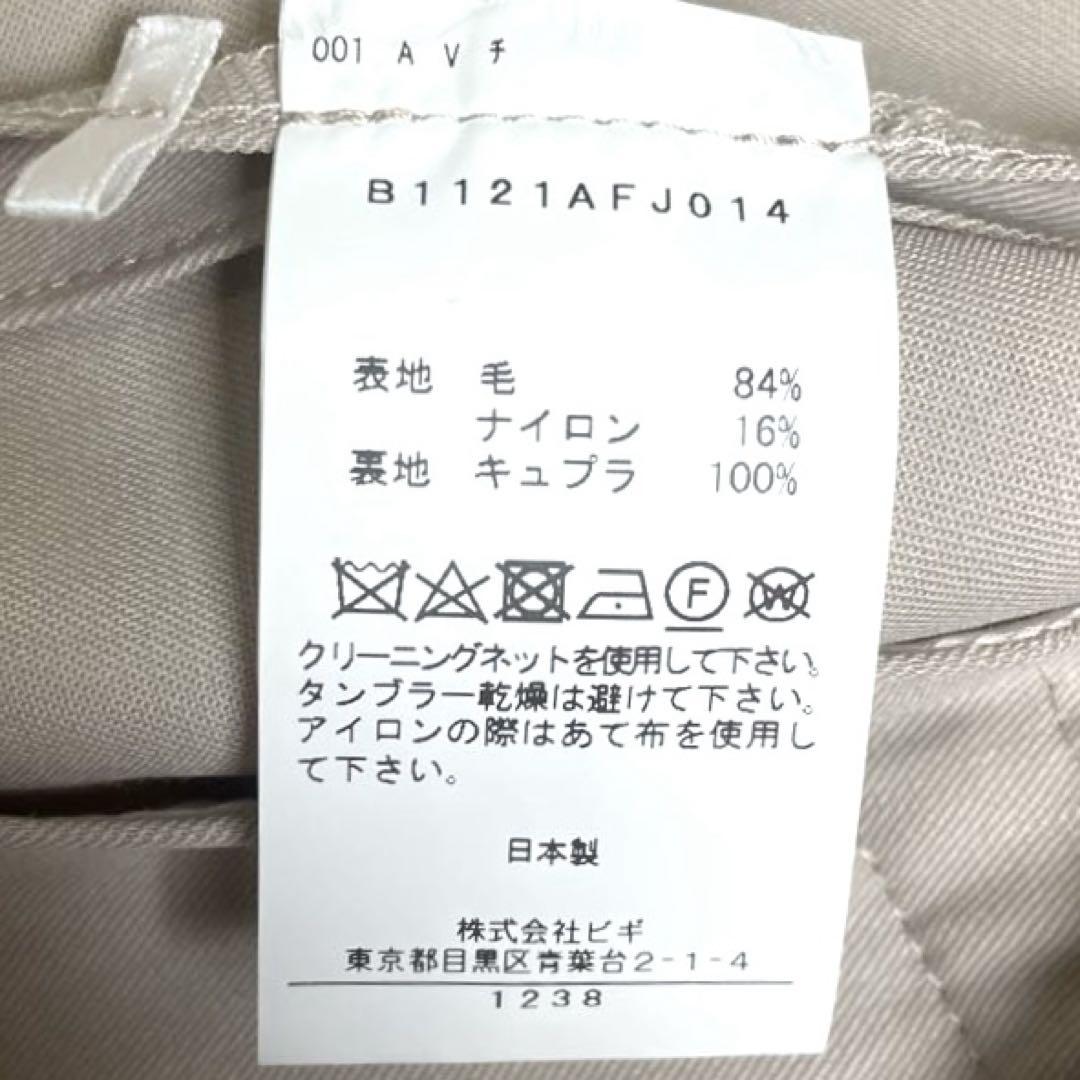 001 A V チ
B1121AFJ014
表地 毛 84%
ナイロン 16%
裏地 キュプラ 100%
F W
クリーニングネットを使用して下さい。
タンブラー乾燥は避けて下さい。
アイロンの際はあて布を使用し
て下さい。
日本製
株式会社ビギ
東京都目黒区青葉台2-1-4
1238